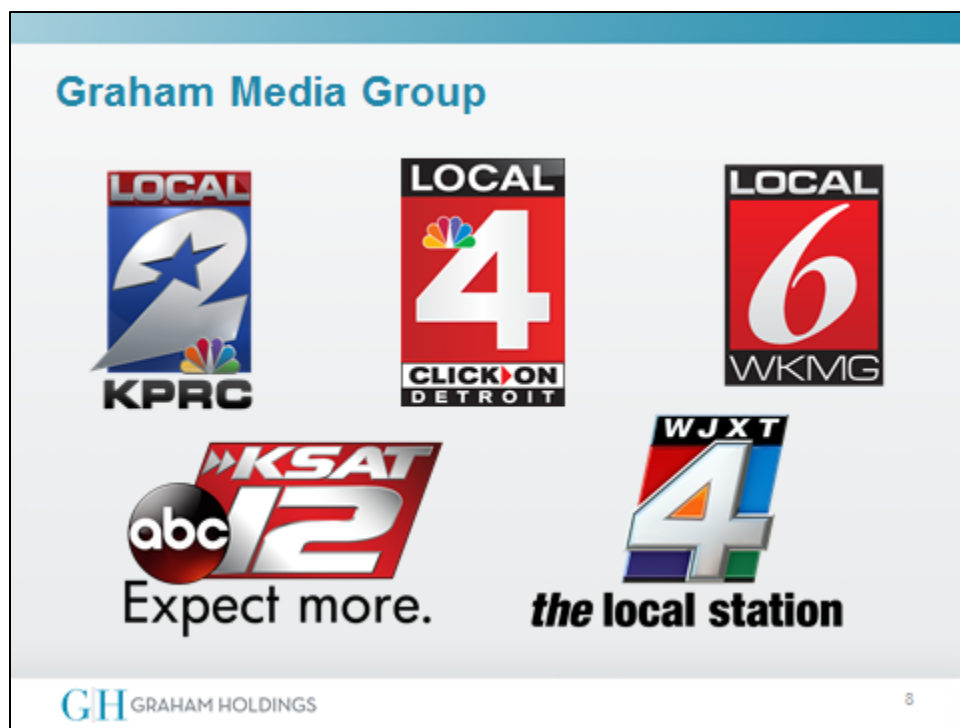 Graham Media Group
LOCAL
2
KPRC
LOCAL
4
CLICK ON
DETROIT
LOCAL
6
WKMG
KSAT
12
abc
Expect more.
WJXT
4
the local station
GH GRAHAM HOLDINGS
8